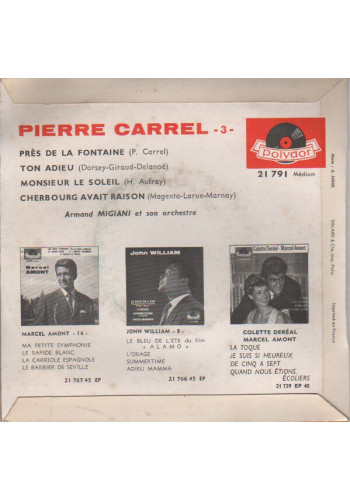 PIERRE CARREL -3-
Polydor
21 791 Médium
PRÈS DE LA FONTAINE (P. Carrel)
TON ADIEU (Dorsey-Giraud-Delanoë)
MONSIEUR LE SOLEIL (H. Aufray)
CHERBOURG AVAIT RAISON (Magenta-Larue-Marnay)
Armand MIGIANI et son orchestre
Marcel
AMONT
John WILLIAM
Colette Deréal - Marcel Amont
MARCEL AMONT - 14 -
MA PETITE SYMPHONIE
LE RAPIDE BLANC
LA CARRIOLE ESPAGNOLE
LE BARBIER DE SEVILLE
21 767 45 EP
JOHN WILLIAM - 8 -
LE BLEU DE L'ÉTÉ du film
« ALAMO »
L'ORAGE
SUMMERTIME
ADIEU MAMMA
21 766 45 EP
COLETTE DERÉAL
MARCEL AMONT
LA TOQUE
JE SUIS SI HEUREUX
DE CINQ A SEPT
QUAND NOUS ÉTIONS
ÉCOLIERS
21 739 EP 45
Imprimé en France